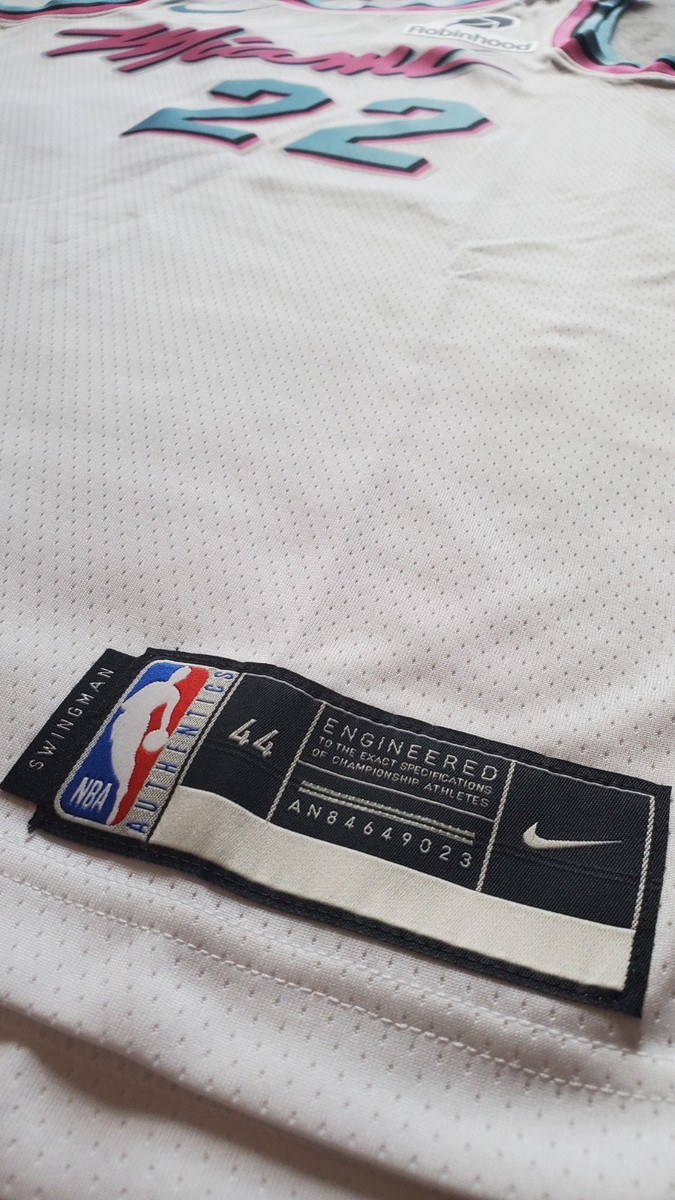 Robinhood
Miami
22
SWINGMAN
NBA
AUTHENTICS
44
ENGINEERED
TO THE EXACT SPECIFICATIONS
OF CHAMPIONSHIP ATHLETES
AN84649023